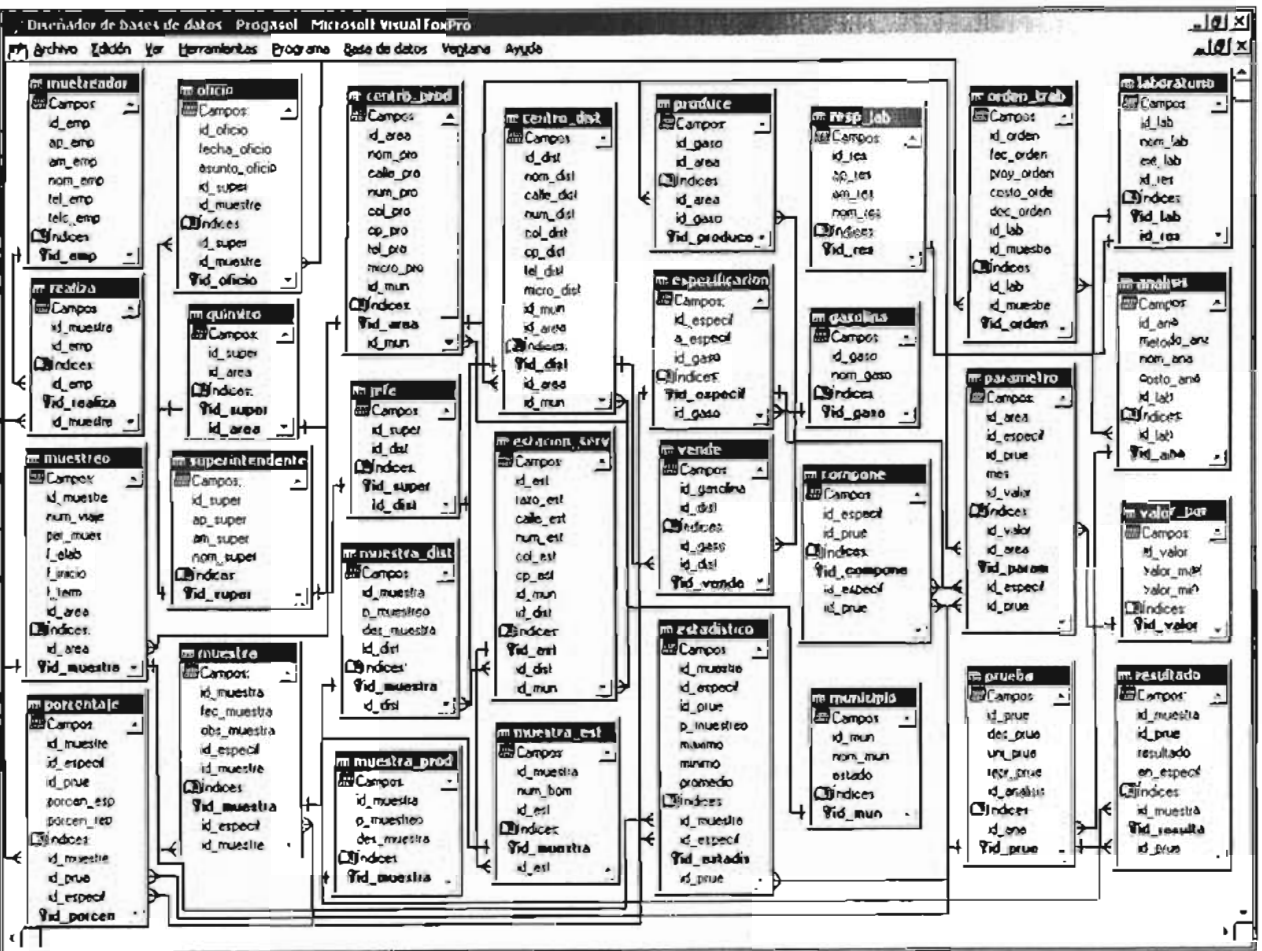 Diseñador de bases de datos Progasol Microsoft Visual FoxPro
Archivo Edición Ver Herramientas Programa Base de datos Ventana Ayuda
muetreador
Campos:
id_emp
ap_emp
am_emp
nom_emp
tel_emp
telc_emp
Índices:
id_emp
realiza
Campos:
id_muestra
id_emp
Índices:
id_emp
id_realiza
id_muestre
muestreo
Campos:
id_muestre
num_viaje
per_mues
f_elab
f_inicio
f_term
id_area
Índices:
id_area
id_muestra
porcentaje
Campos:
id_muestre
id_especif
id_prue
porcen_esp
porcen_rep
Índices:
id_muestre
id_prue
id_especif
id_porcen
oficio
Campos:
id_oficio
fecha_oficio
asunto_oficio
id_super
id_muestre
Índices:
id_super
id_muestre
id_oficio
quimico
Campos:
id_super
id_area
Índices:
id_super
id_area
superintendente
Campos:
id_super
ap_super
am_super
nom_super
Índices:
id_super
muestra
Campos:
id_muestra
fec_muestra
obs_muestra
id_especif
id_muestre
Índices:
id_muestra
id_especif
id_muestre
centro_prod
Campos:
id_area
nom_pro
calle_pro
num_pro
col_pro
cp_pro
tel_pro
micro_pro
id_mun
Índices:
id_area
id_mun
jefe
Campos:
id_super
id_dist
Índices:
id_super
id_dist
muestra_dist
Campos:
id_muestra
p_muestreo
des_muestra
id_dist
Índices:
id_muestra
id_dist
muestra_prod
Campos:
id_muestra
p_muestreo
des_muestra
Índices:
id_muestra
centro_dist
Campos:
id_dist
nom_dist
calle_dist
num_dist
col_dist
cp_dist
tel_dist
micro_dist
id_mun
id_area
Índices:
id_dist
id_area
id_mun
estacion_serv
Campos:
id_est
razo_est
calle_est
num_est
col_est
cp_est
id_mun
id_dist
Índices:
id_est
id_dist
id_mun
muestra_est
Campos:
id_muestra
num_bom
id_est
Índices:
id_muestra
id_est
produce
Campos:
id_gaso
id_area
Índices:
id_area
id_gaso
id_produce
especificacion
Campos:
id_especif
a_especif
id_gaso
Índices:
id_especif
id_gaso
vende
Campos:
id_gasolina
id_dist
Índices:
id_gaso
id_dist
id_vende
estadistico
Campos:
id_muestra
id_especif
id_prue
p_muestreo
maximo
minimo
promedio
Índices:
id_muestra
id_especif
id_estadis
id_prue
resp_lab
Campos:
id_res
ap_res
am_res
nom_res
Índices:
id_res
gasolina
Campos:
id_gaso
nom_gaso
Índices:
id_gaso
compone
Campos:
id_especif
id_prue
Índices:
id_compone
id_especif
id_prue
municipio
Campos:
id_mun
nom_mun
estado
Índices:
id_mun
orden_trab
Campos:
id_orden
fec_orden
proy_orden
costo_orde
dec_orden
id_lab
id_muestre
Índices:
id_lab
id_muestre
id_orden
parametro
Campos:
id_area
id_especif
id_prue
mes
id_valor
Índices:
id_valor
id_area
id_param
id_especif
id_prue
prueba
Campos:
id_prue
des_prue
uni_prue
repr_prue
id_analisis
Índices:
id_ana
id_prue
laboratorio
Campos:
id_lab
nom_lab
ext_lab
id_res
Índices:
id_lab
id_res
analisis
Campos:
id_ana
metodo_ana
nom_ana
costo_ana
id_lab
Índices:
id_lab
id_ana
valor_par
Campos:
id_valor
valor_max
valor_min
Índices:
id_valor
resultado
Campos:
id_muestra
id_prue
resultado
en_especif
Índices:
id_muestra
id_resulta
id_prue